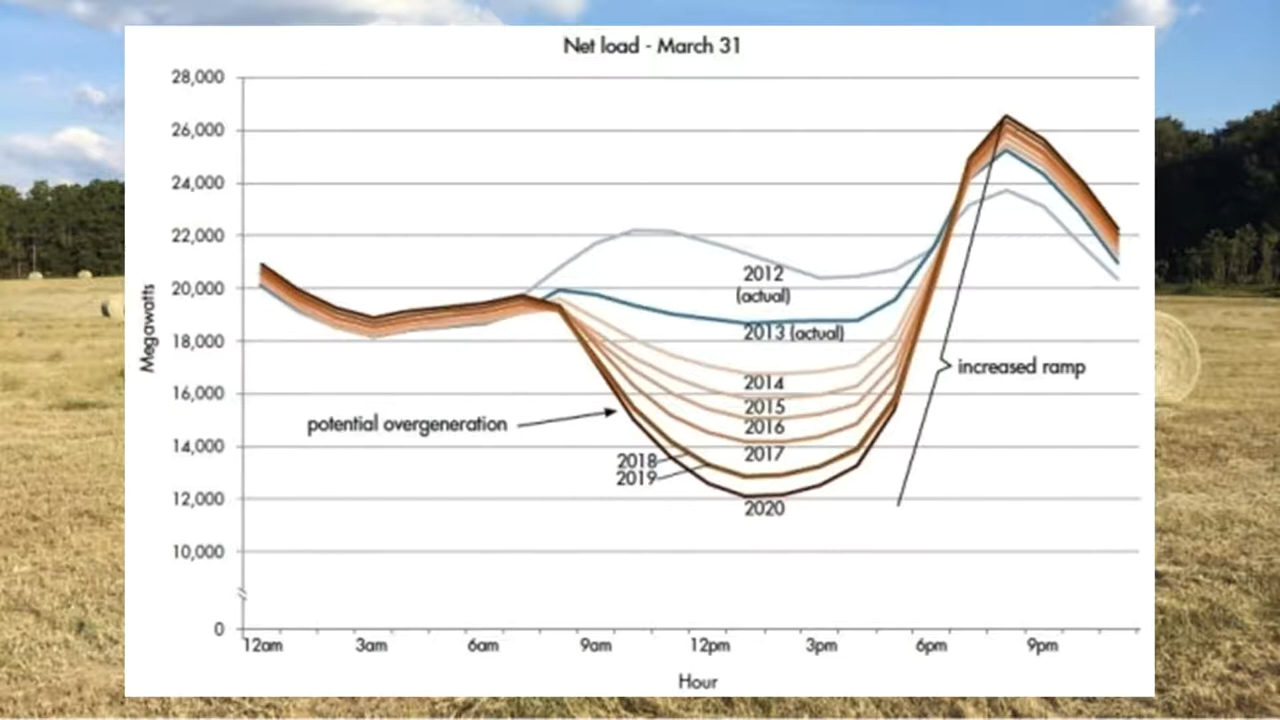 Net load - March 31
28,000
26,000
24,000
22,000
20,000
18,000
16,000
14,000
12,000
10,000
0
Megawatts
2012
(actual)
2013 (actual)
2014
2015
2016
2017
2018
2019
2020
potential overgeneration
increased ramp
12am 3am 6am 9am 12pm 3pm 6pm 9pm
Hour